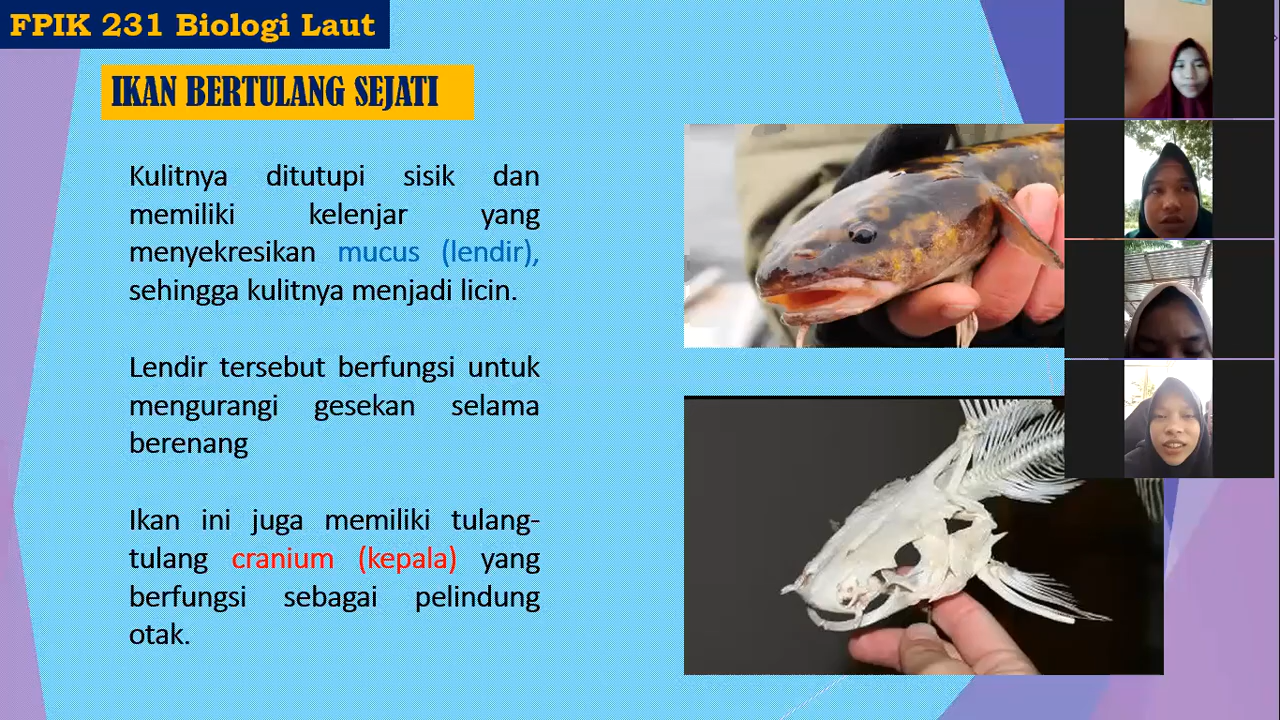 FPIK 231 Biologi Laut
IKAN BERTULANG SEJATI
Kulitnya ditutupi sisik dan
memiliki kelenjar yang
menyekresikan mucus (lendir),
sehingga kulitnya menjadi licin.
Lendir tersebut berfungsi untuk
mengurangi gesekan selama
berenang
Ikan ini juga memiliki tulang-
tulang cranium (kepala) yang
berfungsi sebagai pelindung
otak.